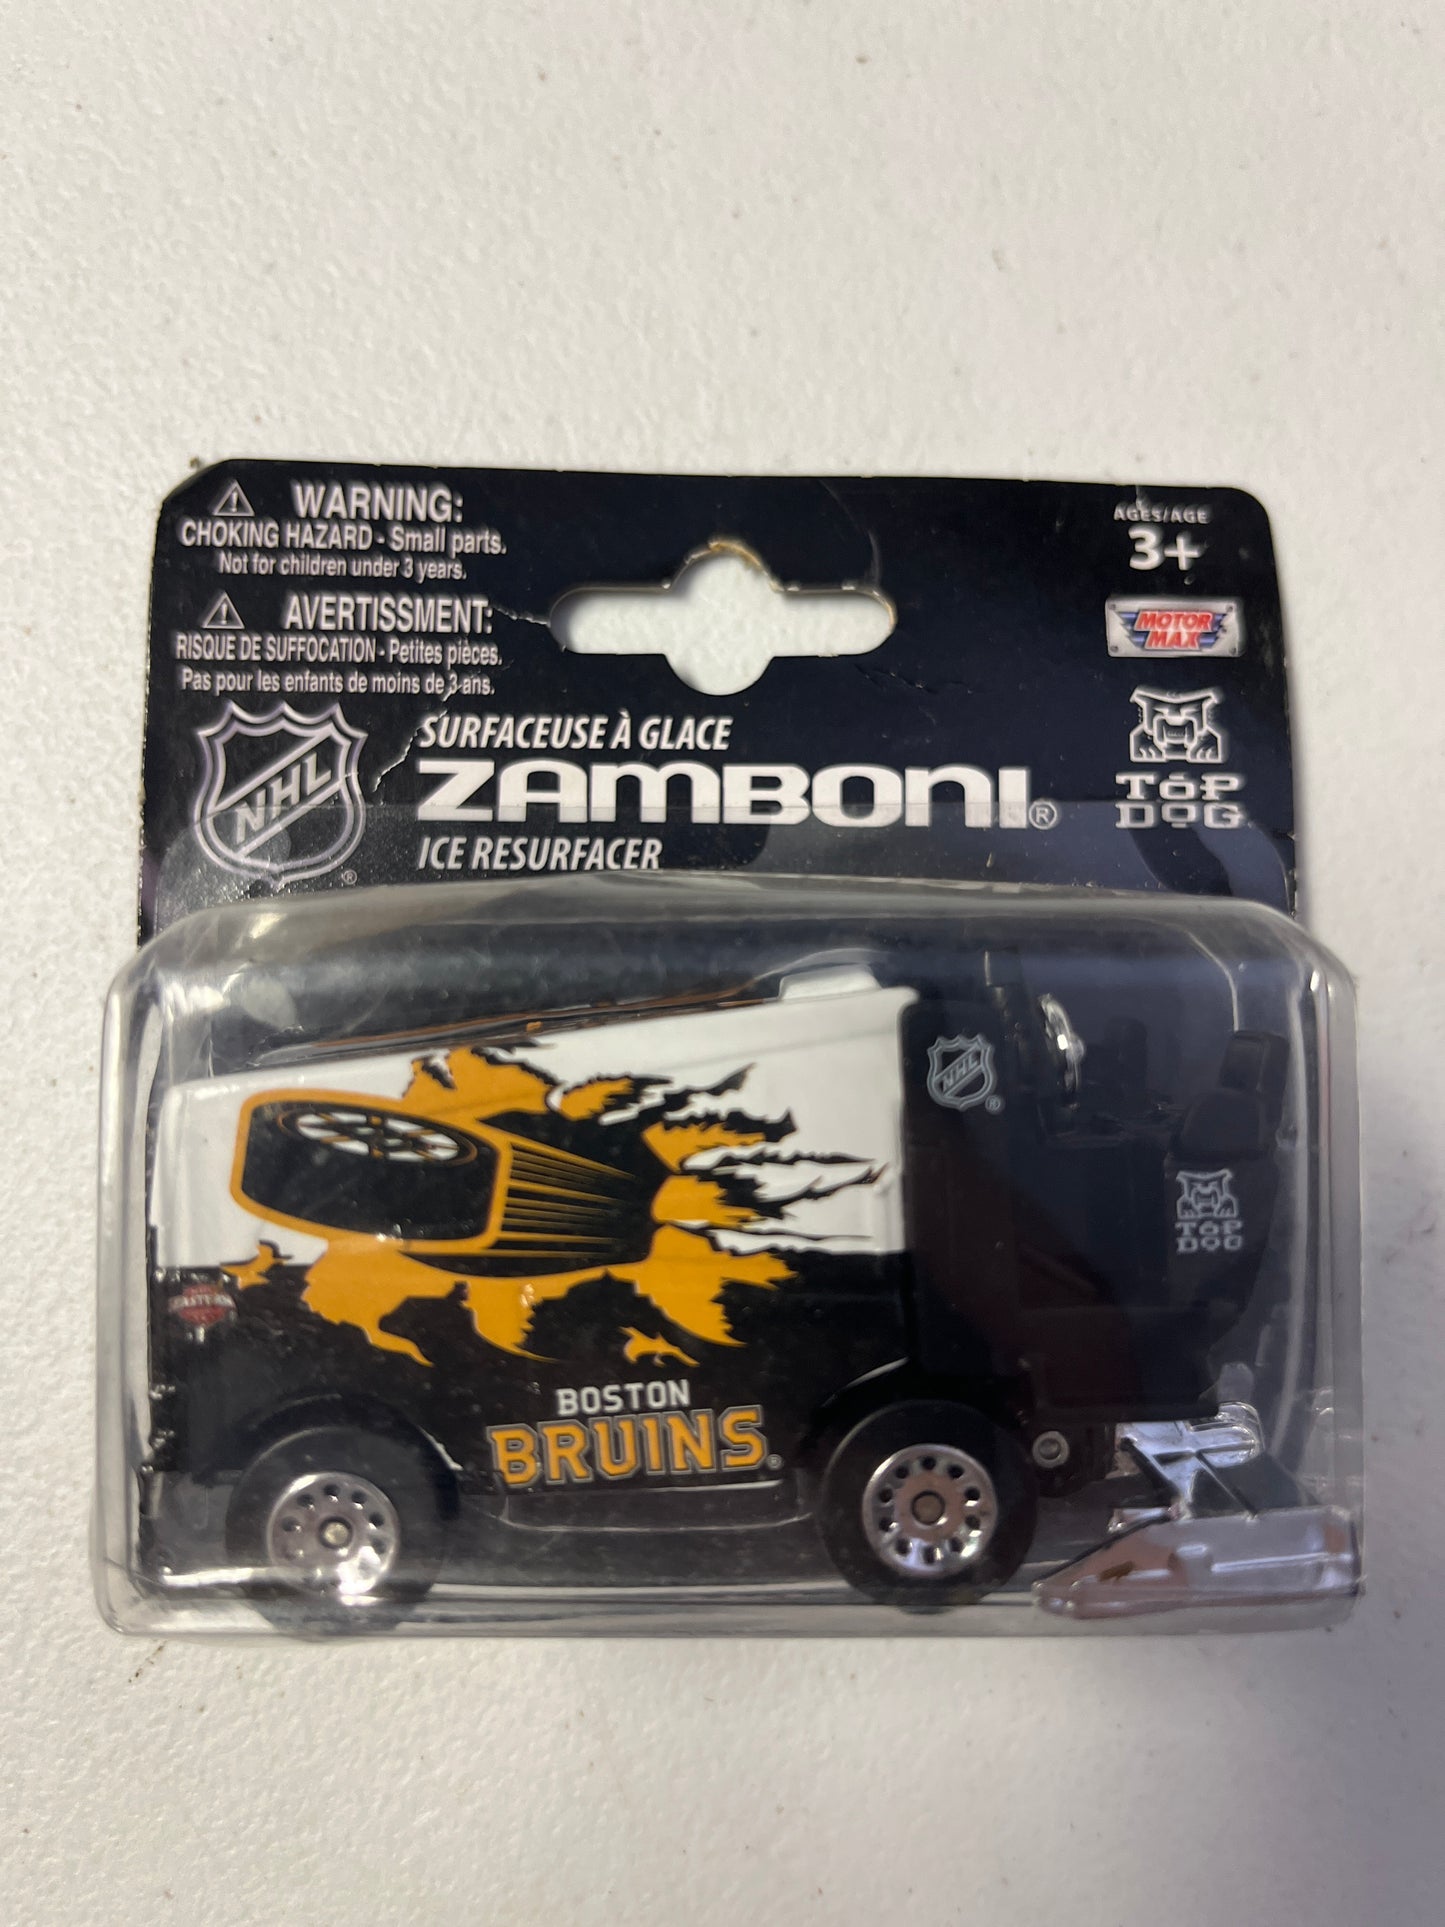 WARNING:
CHOKING HAZARD - Small parts.
Not for children under 3 years.
AVERTISSMENT:
RISQUE DE SUFFOCATION - Petites pièces.
Pas pour les enfants de moins de 3 ans.
AGES/AGE
3+
MOTOR
MAX
NHL
®
SURFACEUSE À GLACE
ZAMBONI®
ICE RESURFACER
TOP
DOG
NHL
®
TOP
DOG
BOSTON
BRUINS®